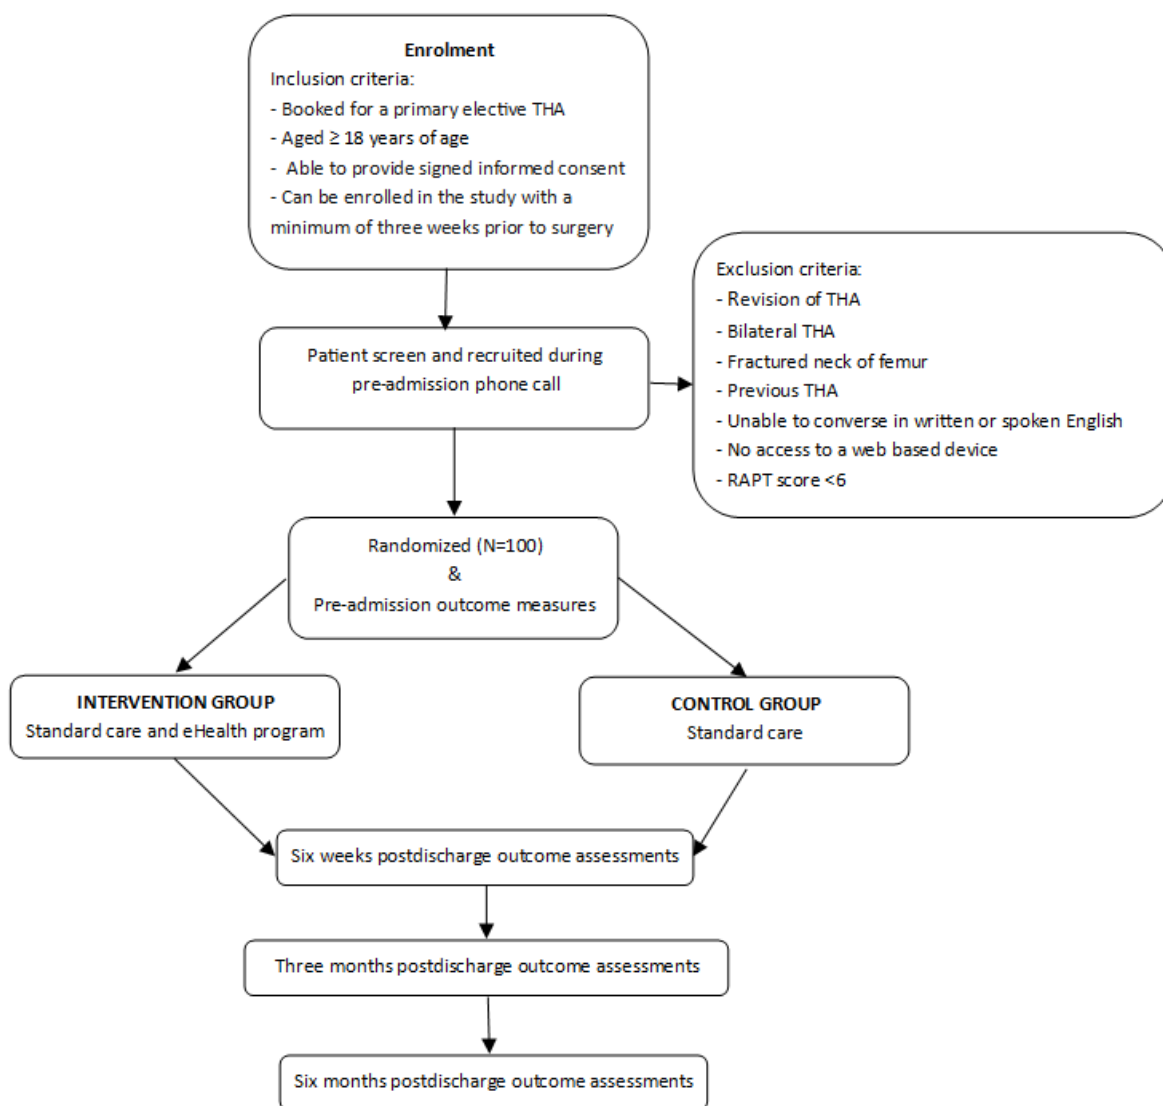 Enrolment
Inclusion criteria:
- Booked for a primary elective THA
- Aged ≥ 18 years of age
-  Able to provide signed informed consent
- Can be enrolled in the study with a
minimum of three weeks prior to surgery
Exclusion criteria:
- Revision of THA
- Bilateral THA
- Fractured neck of femur
- Previous THA
- Unable to converse in written or spoken English
- No access to a web based device
- RAPT score <6
Patient screen and recruited during
pre-admission phone call
Randomized (N=100)
&
Pre-admission outcome measures
INTERVENTION GROUP
Standard care and eHealth program
CONTROL GROUP
Standard care
Six weeks postdischarge outcome assessments
Three months postdischarge outcome assessments
Six months postdischarge outcome assessments